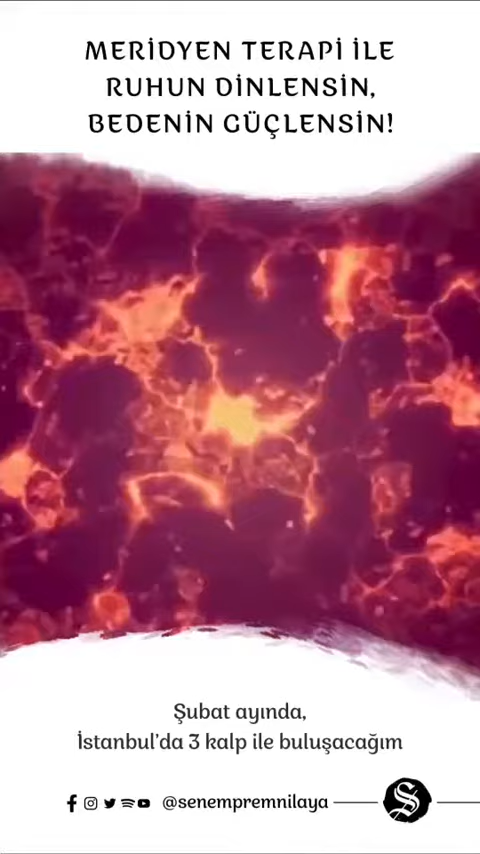 MERİDYEN TERAPİ İLE
RUHUN DİNLENSİN,
BEDENİN GÜÇLENSİN!
Şubat ayında,
İstanbul'da 3 kalp ile buluşacağım
@senempremnilaya
S